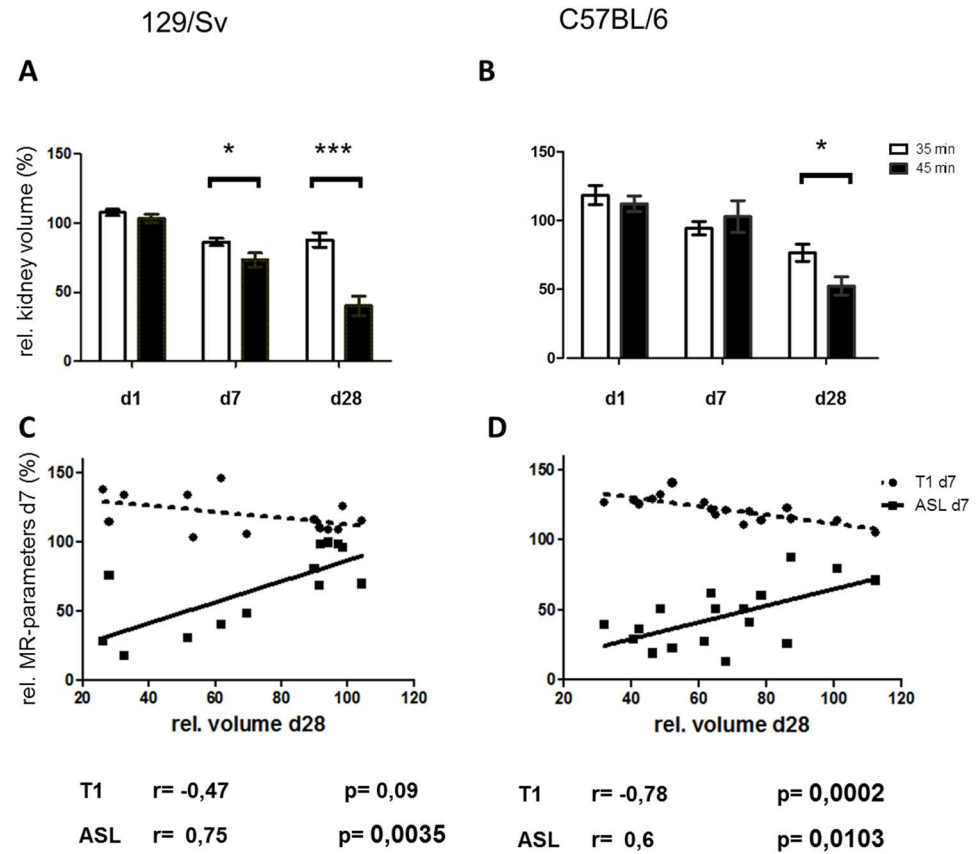 129/Sv
C57BL/6
A
B
rel. kidney volume (%)
150
100
50
0
*
***
d1
d7
d28
150
100
50
0
*
35 min
45 min
d1
d7
d28
C
D
rel. MR-parameters d7 (%)
150
100
50
0
20
40
60
80
100
120
rel. volume d28
150
100
50
0
20
40
60
80
100
120
rel. volume d28
T1 d7
ASL d7
T1 r= -0,47 p= 0,09
ASL r= 0,75 p= 0,0035
T1 r= -0,78 p= 0,0002
ASL r= 0,6 p= 0,0103